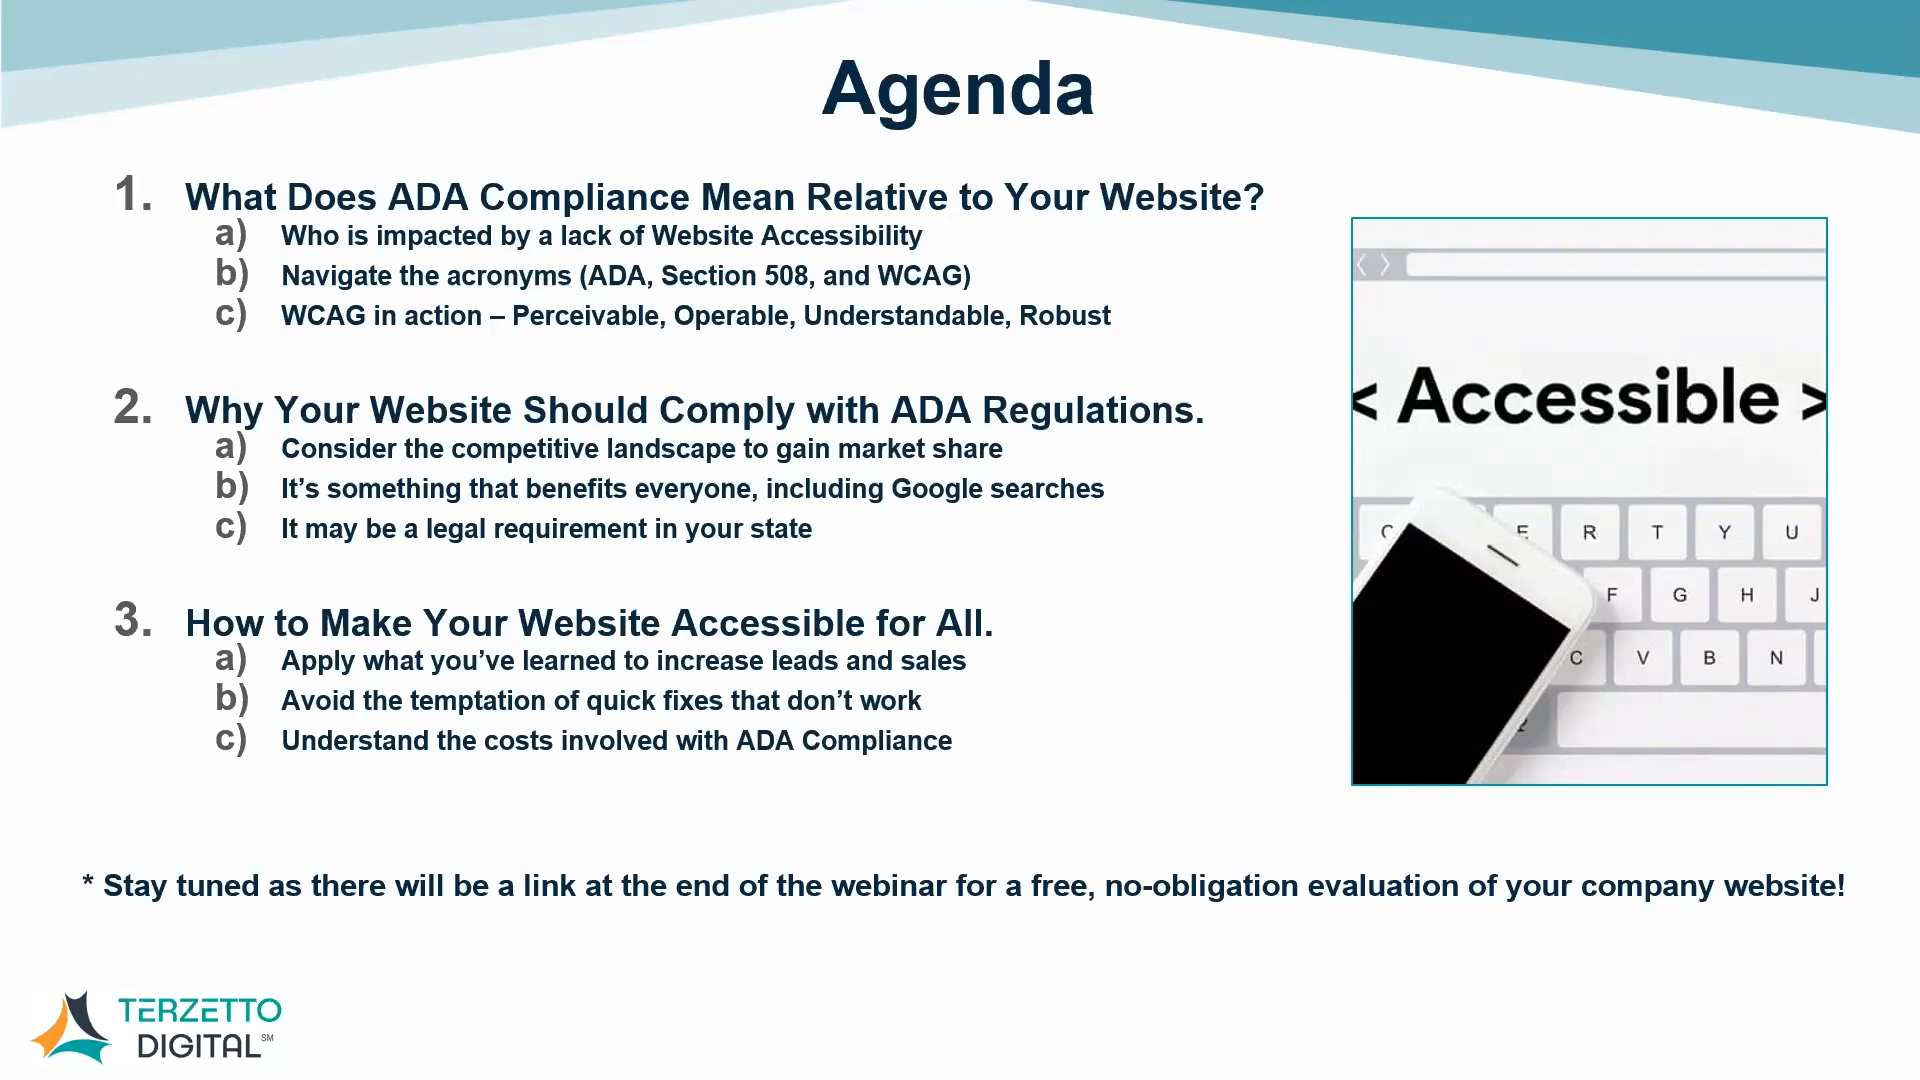 Agenda
1. What Does ADA Compliance Mean Relative to Your Website?
a) Who is impacted by a lack of Website Accessibility
b) Navigate the acronyms (ADA, Section 508, and WCAG)
c) WCAG in action – Perceivable, Operable, Understandable, Robust
2. Why Your Website Should Comply with ADA Regulations.
a) Consider the competitive landscape to gain market share
b) It’s something that benefits everyone, including Google searches
c) It may be a legal requirement in your state
3. How to Make Your Website Accessible for All.
a) Apply what you’ve learned to increase leads and sales
b) Avoid the temptation of quick fixes that don’t work
c) Understand the costs involved with ADA Compliance
< Accessible >
E R T Y U
F G H J
C V B N
* Stay tuned as there will be a link at the end of the webinar for a free, no-obligation evaluation of your company website!
TERZETTO
DIGITAL SM